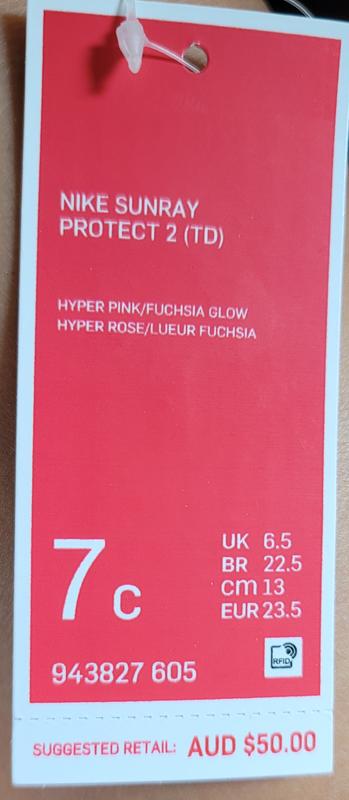 NIKE SUNRAY
PROTECT 2 (TD)
HYPER PINK/FUCHSIA GLOW
HYPER ROSE/LUEUR FUCHSIA
7 c
UK 6.5
BR 22.5
cm 13
EUR 23.5
RFID
943827 605
SUGGESTED RETAIL: AUD $50.00